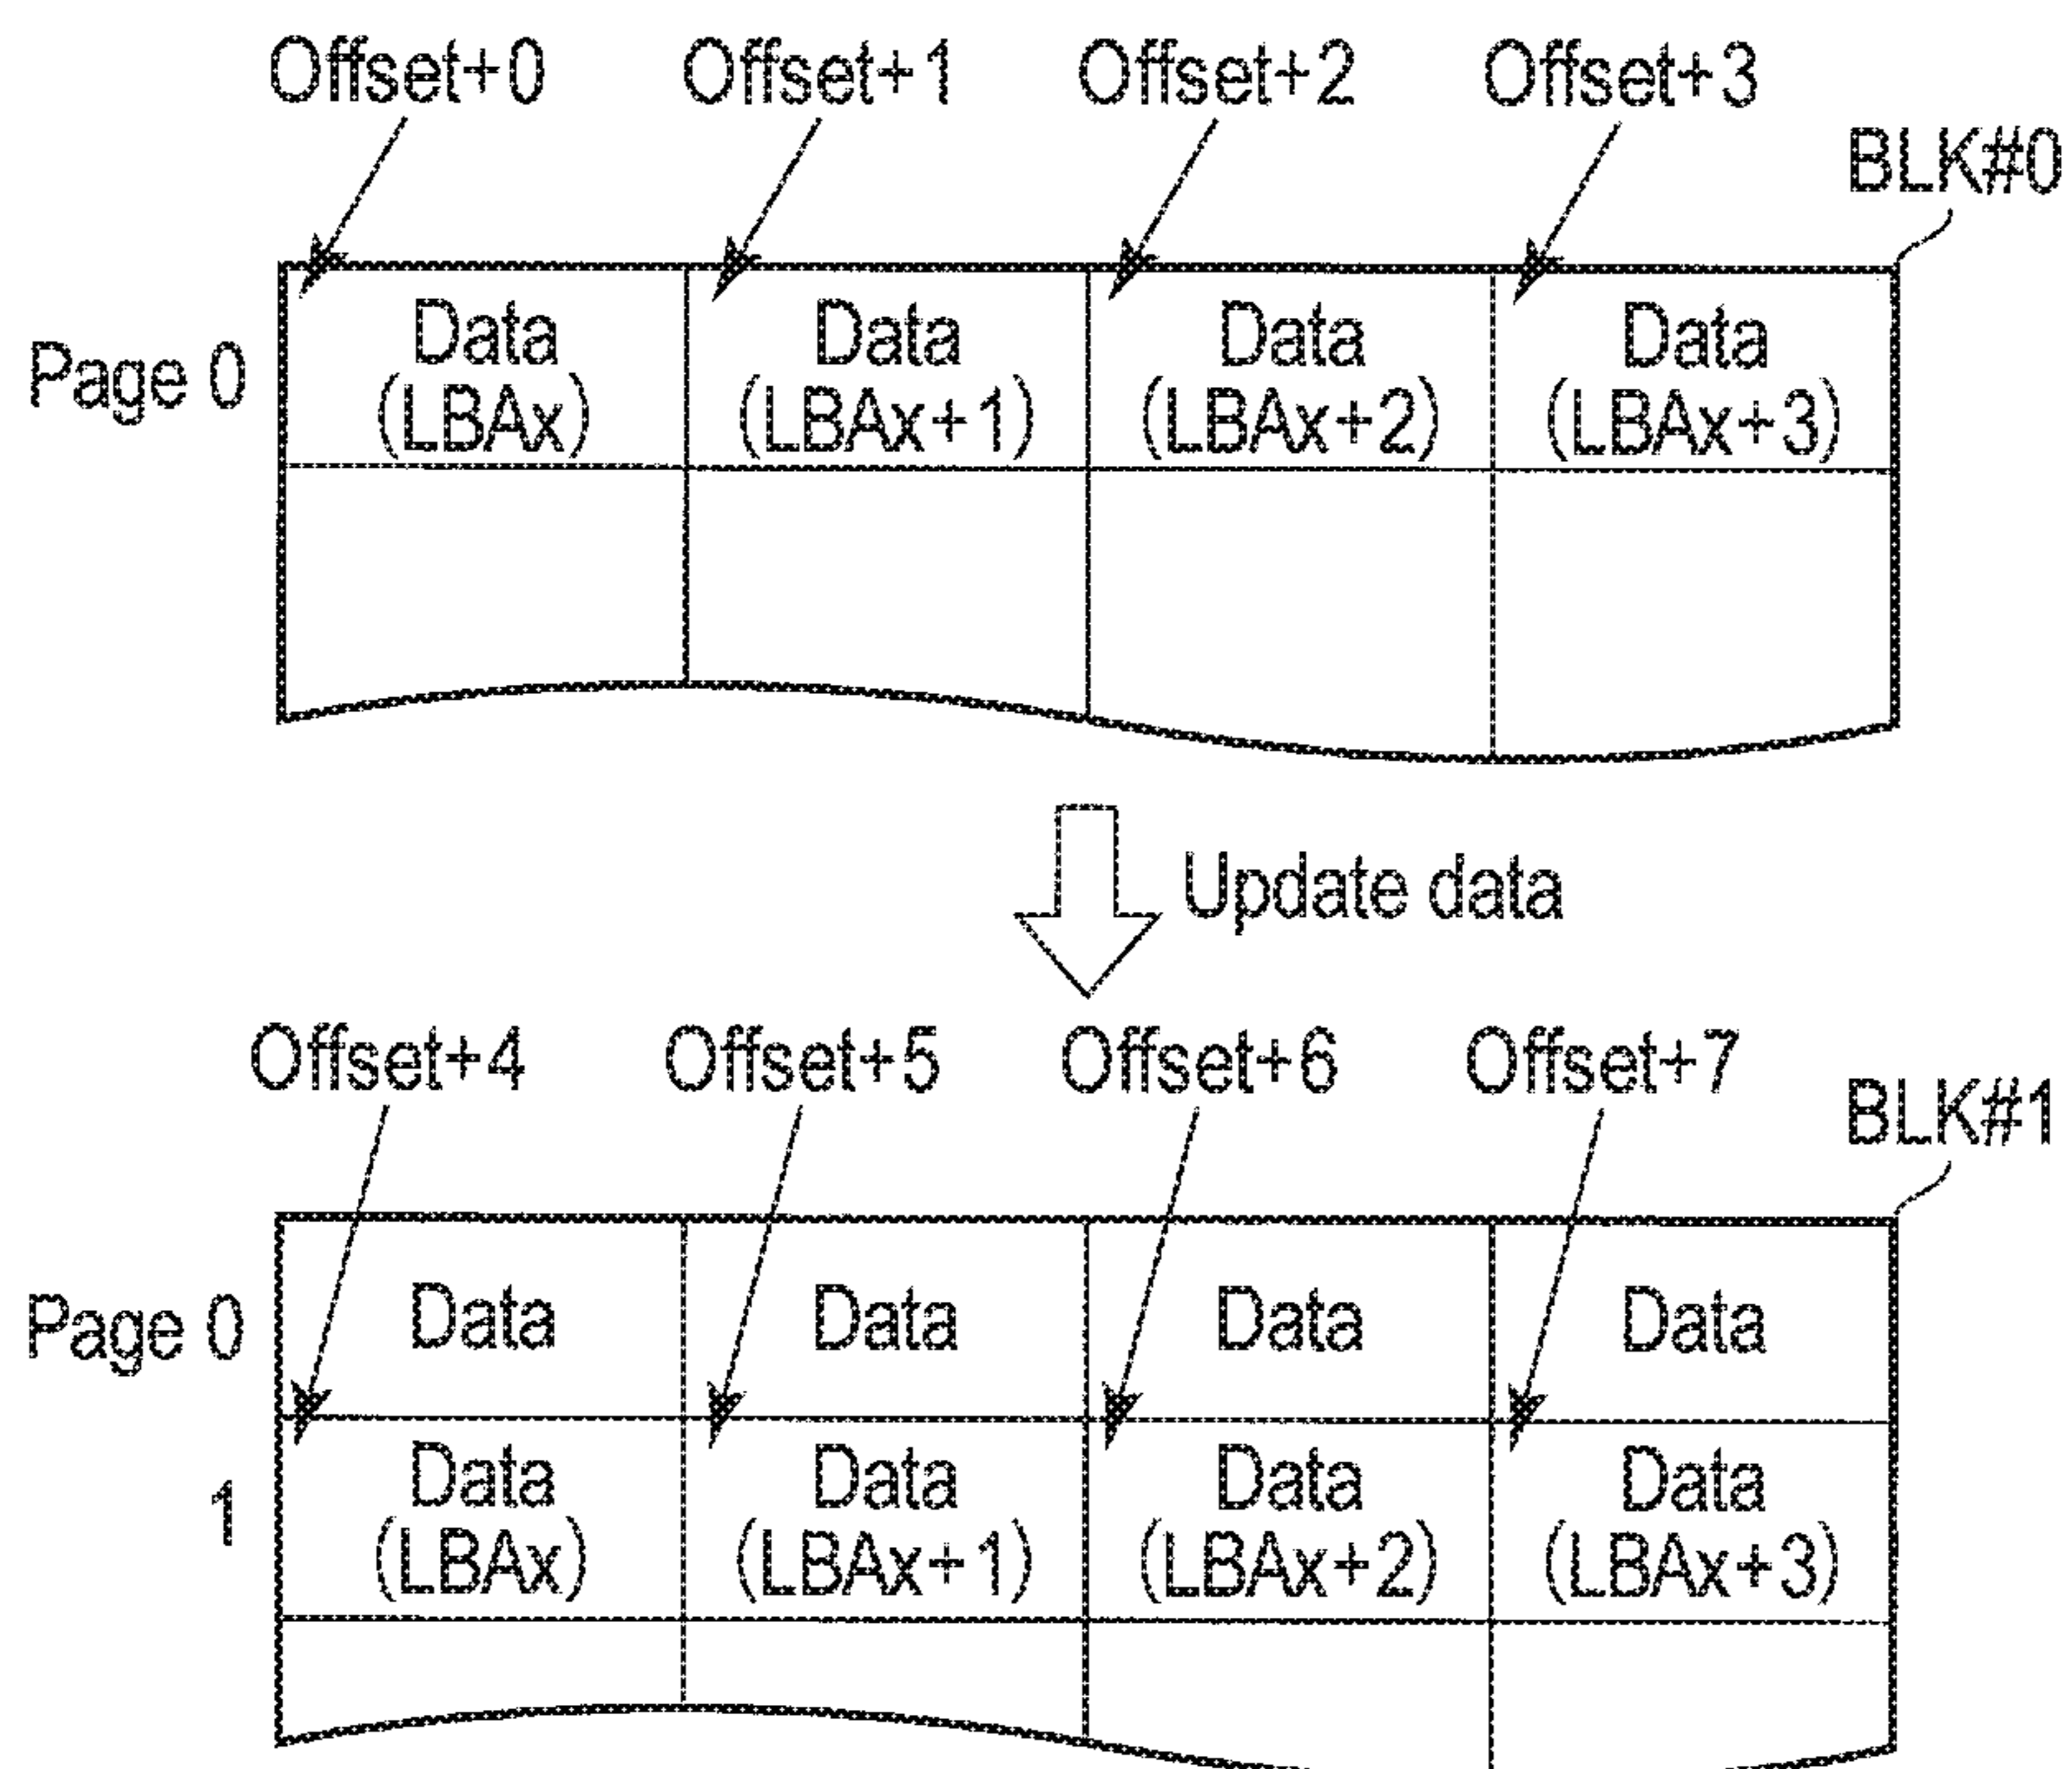 Offset+0 Offset+1 Offset+2 Offset+3
BLK#0
Page 0
Data Data Data Data
(LBAx) (LBAx+1) (LBAx+2) (LBAx+3)
Update data
Offset+4 Offset+5 Offset+6 Offset+7
BLK#1
Page 0 Data Data Data Data
1
Data Data Data Data
(LBAx) (LBAx+1) (LBAx+2) (LBAx+3)